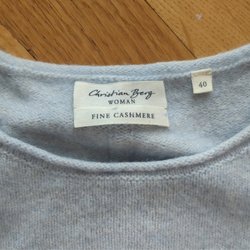 Christian Berg
WOMAN
FINE CASHMERE
40